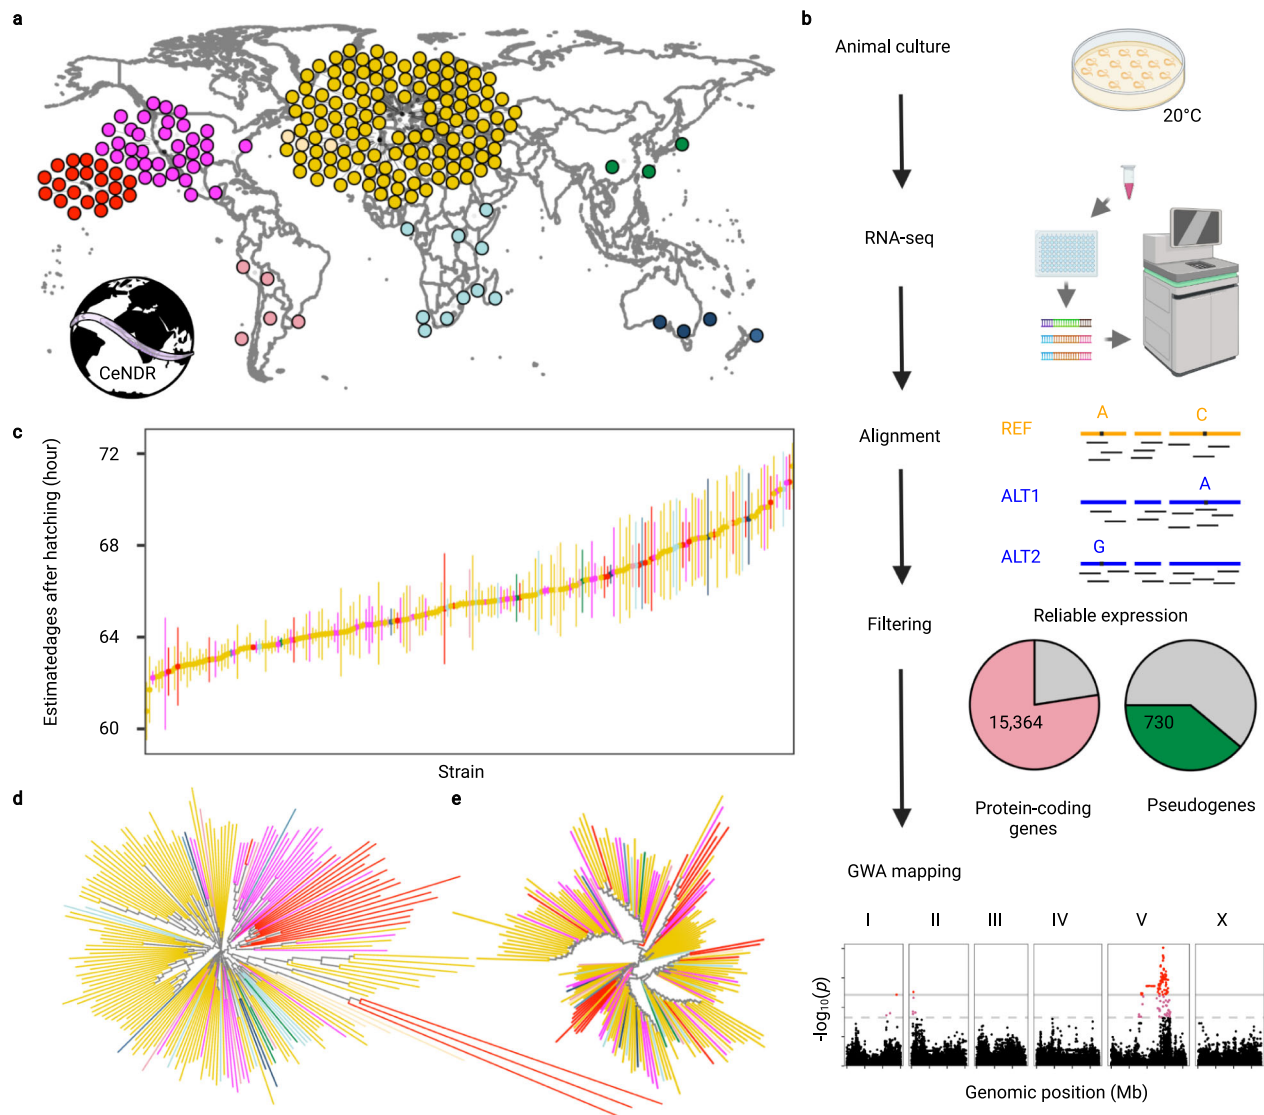 a
CeNDR
b
Animal culture
20°C
RNA-seq
Alignment
REF
A
C
ALT1
A
ALT2
G
Filtering
Reliable expression
15,364
730
Protein-coding
genes
Pseudogenes
GWA mapping
I II III IV V X
-log10(p)
Genomic position (Mb)
c
Estimatedages after hatching (hour)
72
68
64
60
Strain
d
e